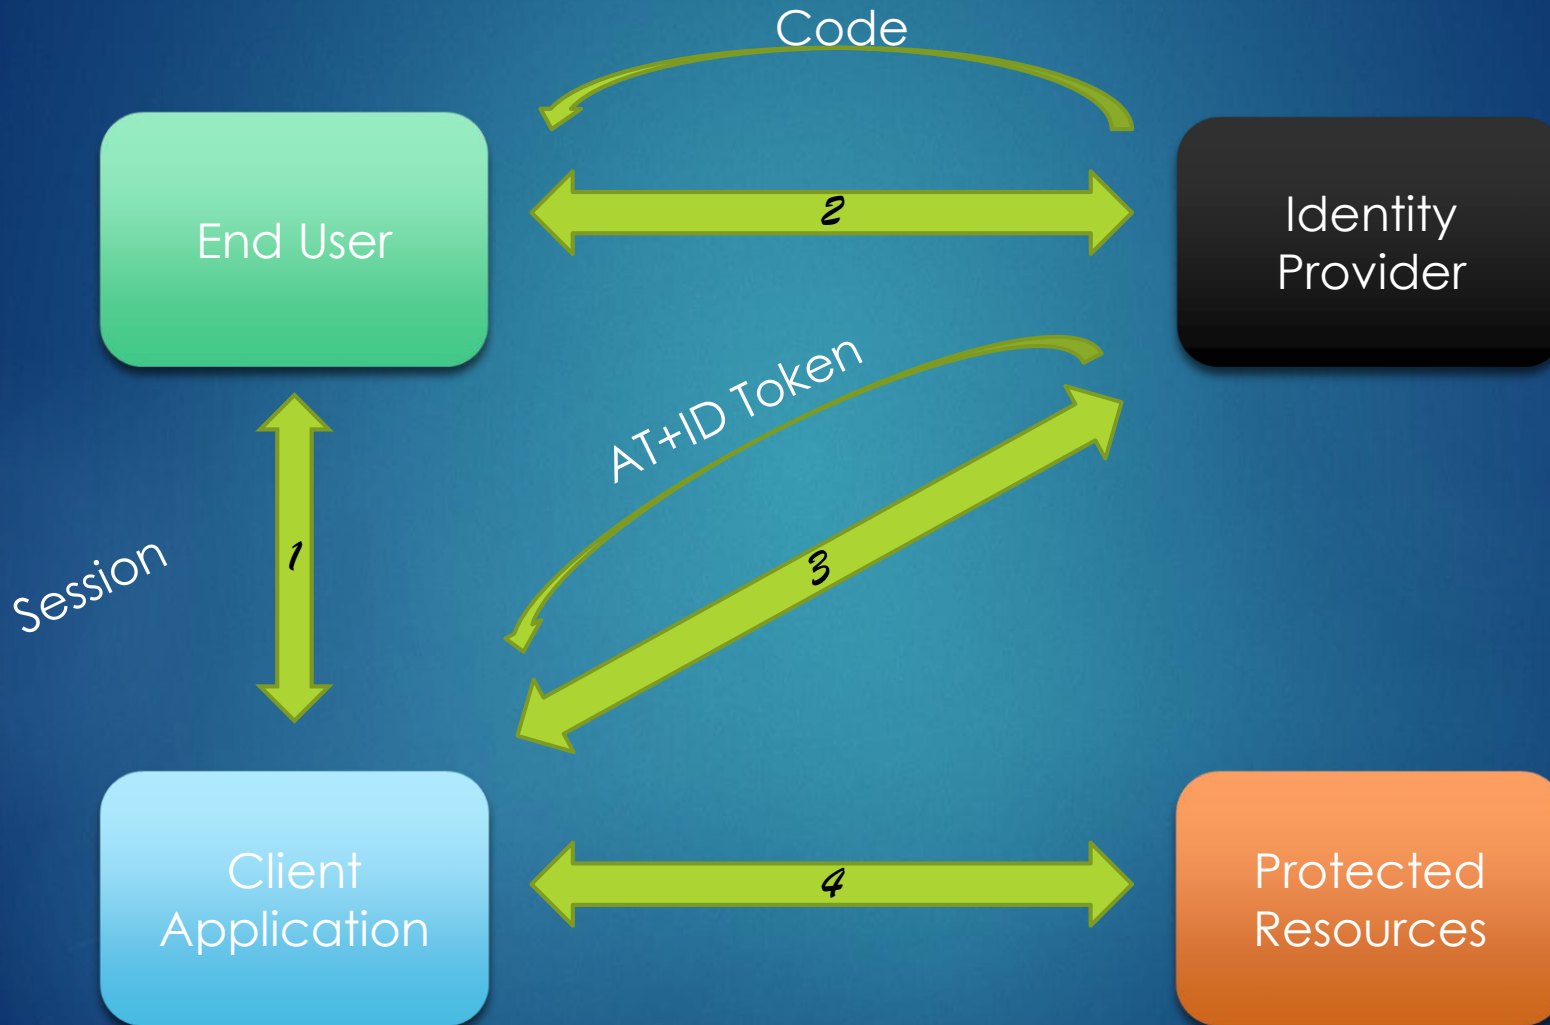 Code
End User
2
Identity
Provider
AT+ID Token
Session
1
3
Client
Application
4
Protected
Resources